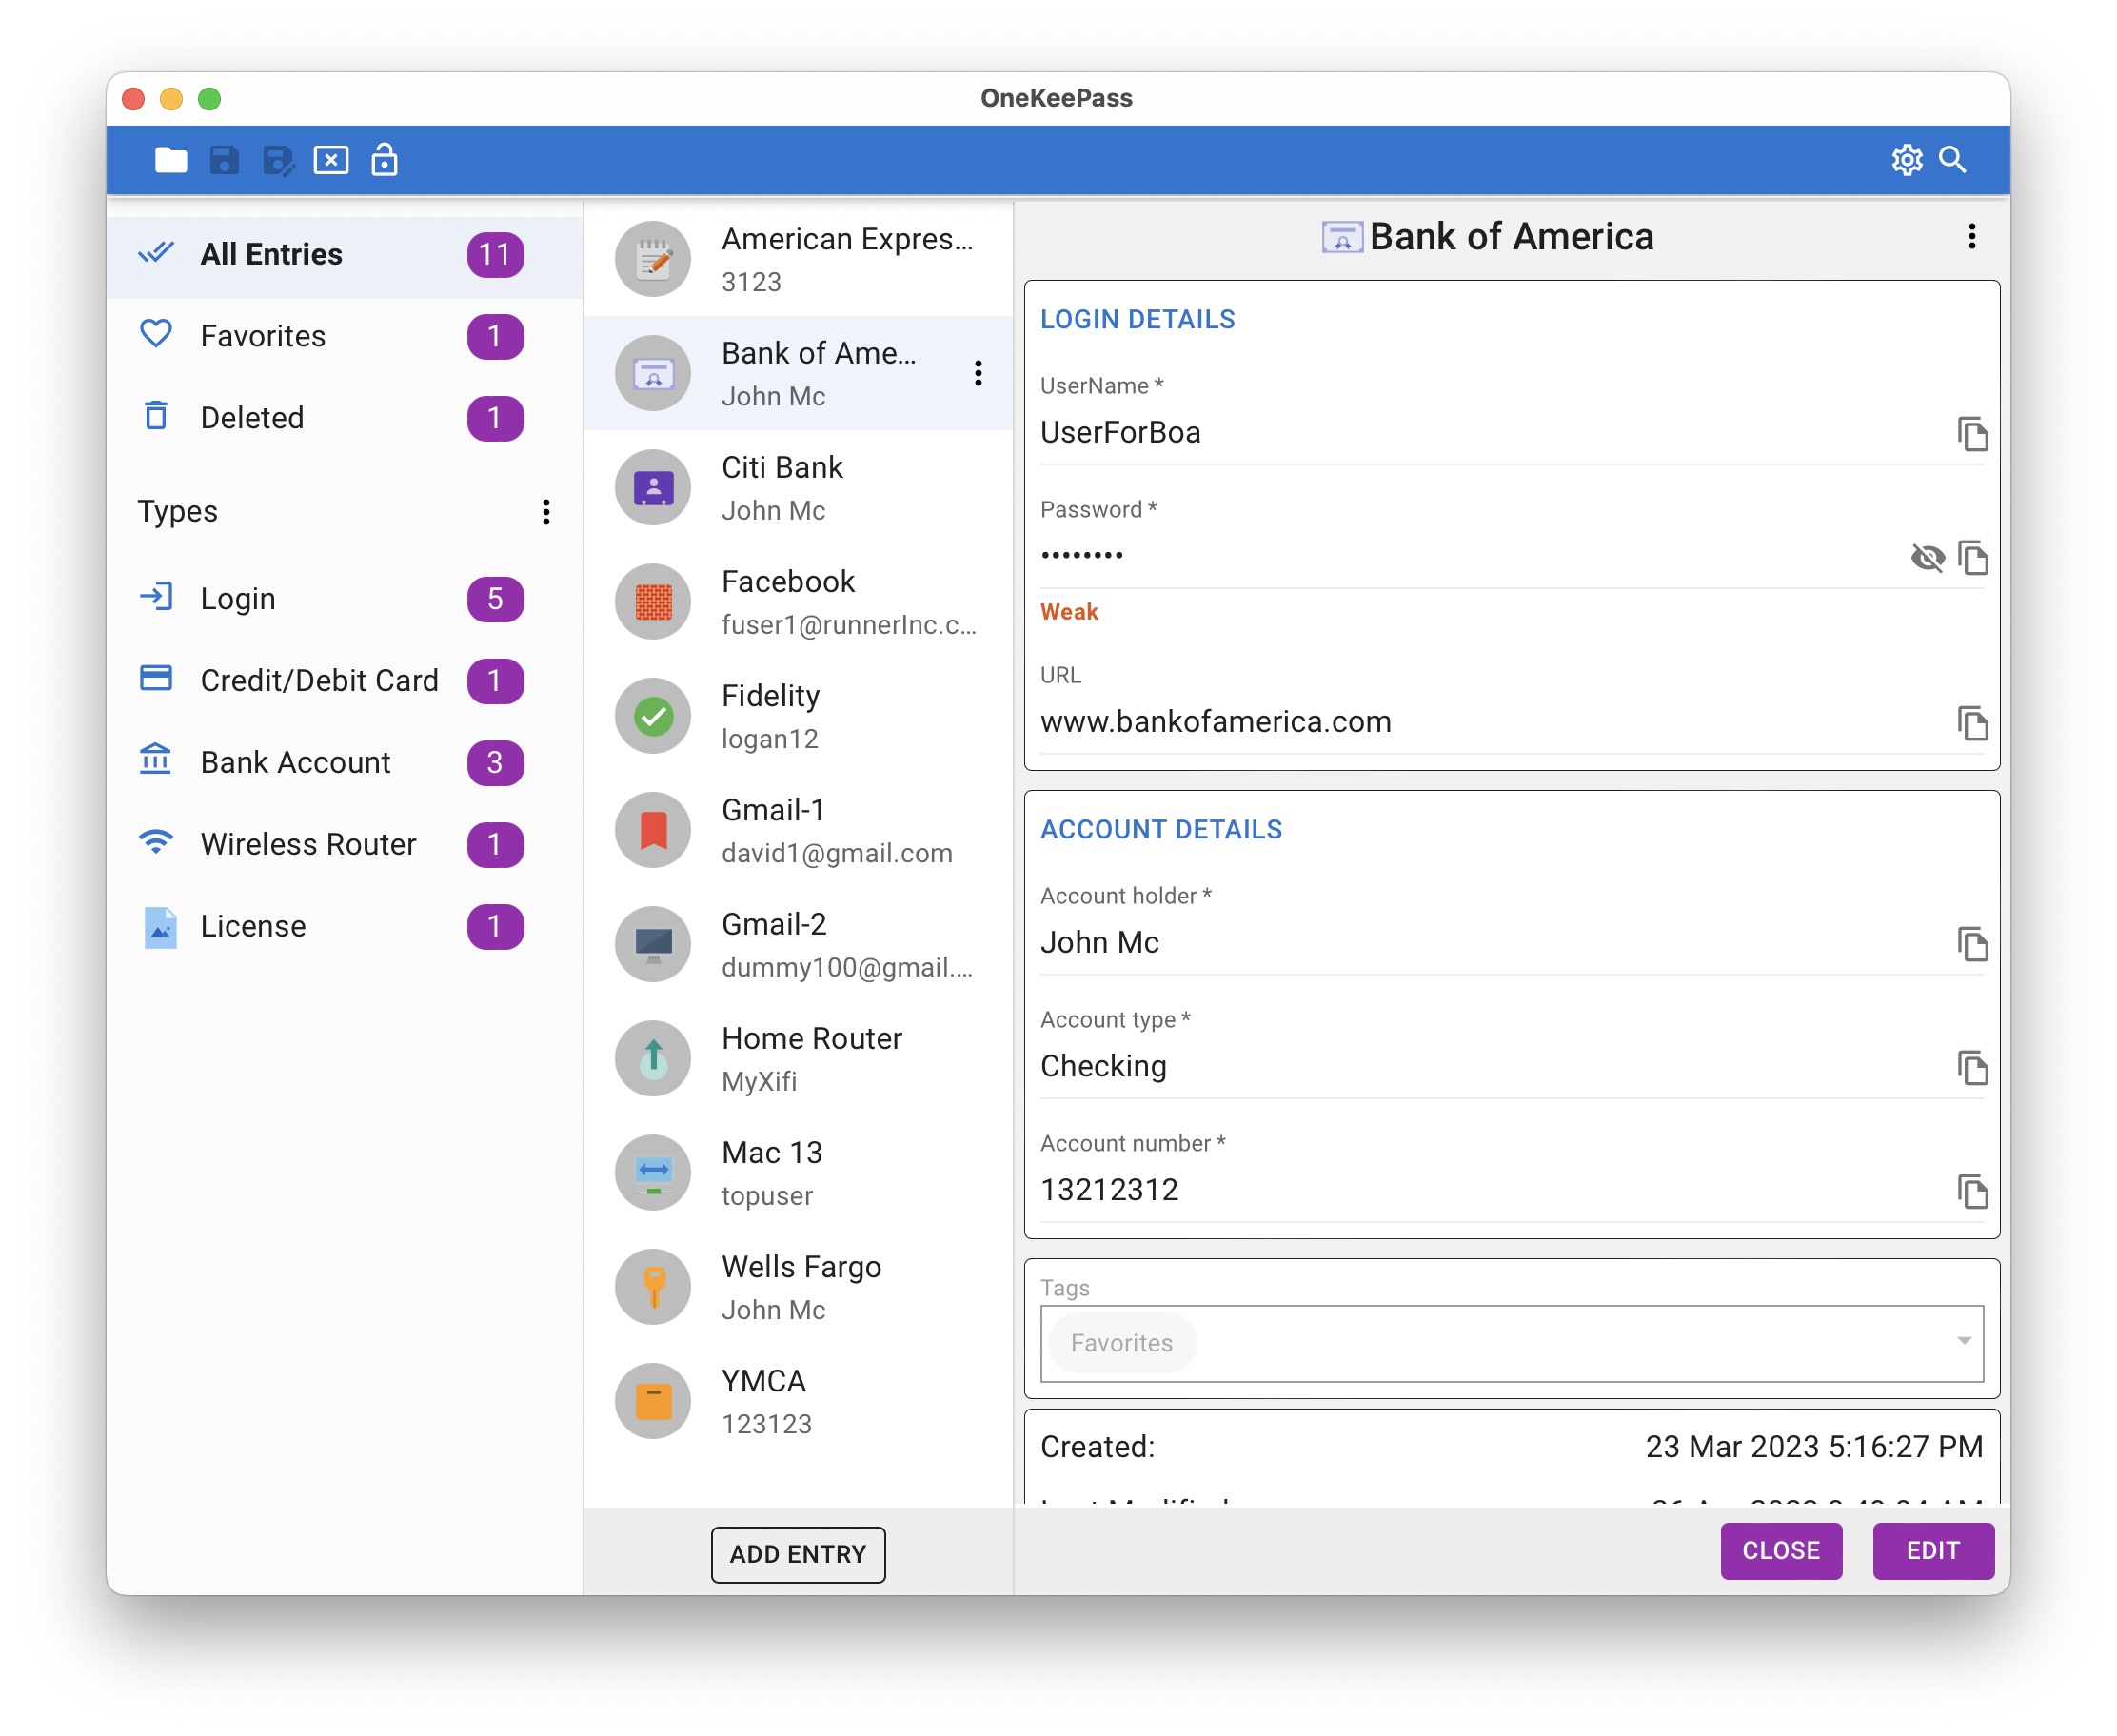 OneKeePass
All Entries 11
Favorites 1
Deleted 1
Types
Login 5
Credit/Debit Card 1
Bank Account 3
Wireless Router 1
License 1
American Expres...
3123
Bank of Ame...
John Mc
Citi Bank
John Mc
Facebook
fuser1@runnerInc.c...
Fidelity
logan12
Gmail-1
david1@gmail.com
Gmail-2
dummy100@gmail....
Home Router
MyXifi
Mac 13
topuser
Wells Fargo
John Mc
YMCA
123123
ADD ENTRY
Bank of America
LOGIN DETAILS
UserName *
UserForBoa
Password *
••••••••
Weak
URL
www.bankofamerica.com
ACCOUNT DETAILS
Account holder *
John Mc
Account type *
Checking
Account number *
13212312
Tags
Favorites
Created: 23 Mar 2023 5:16:27 PM
CLOSE EDIT